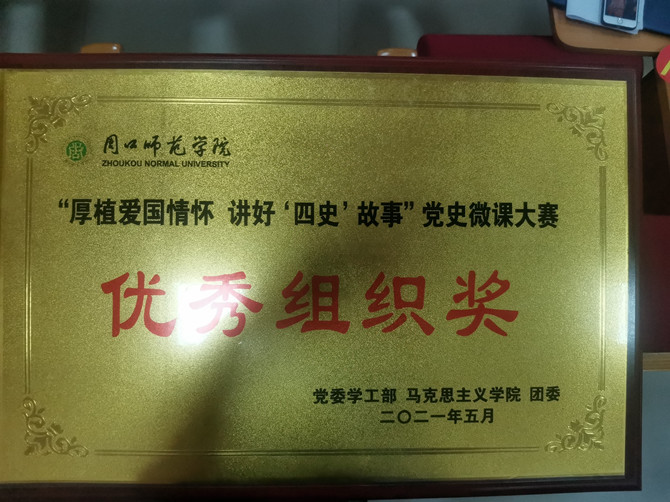 周口师范学院
ZHOUKOU NORMAL UNIVERSITY
“厚植爱国情怀 讲好‘四史’故事”党史微课大赛
优秀组织奖
党委学工部 马克思主义学院 团委
二〇二一年五月